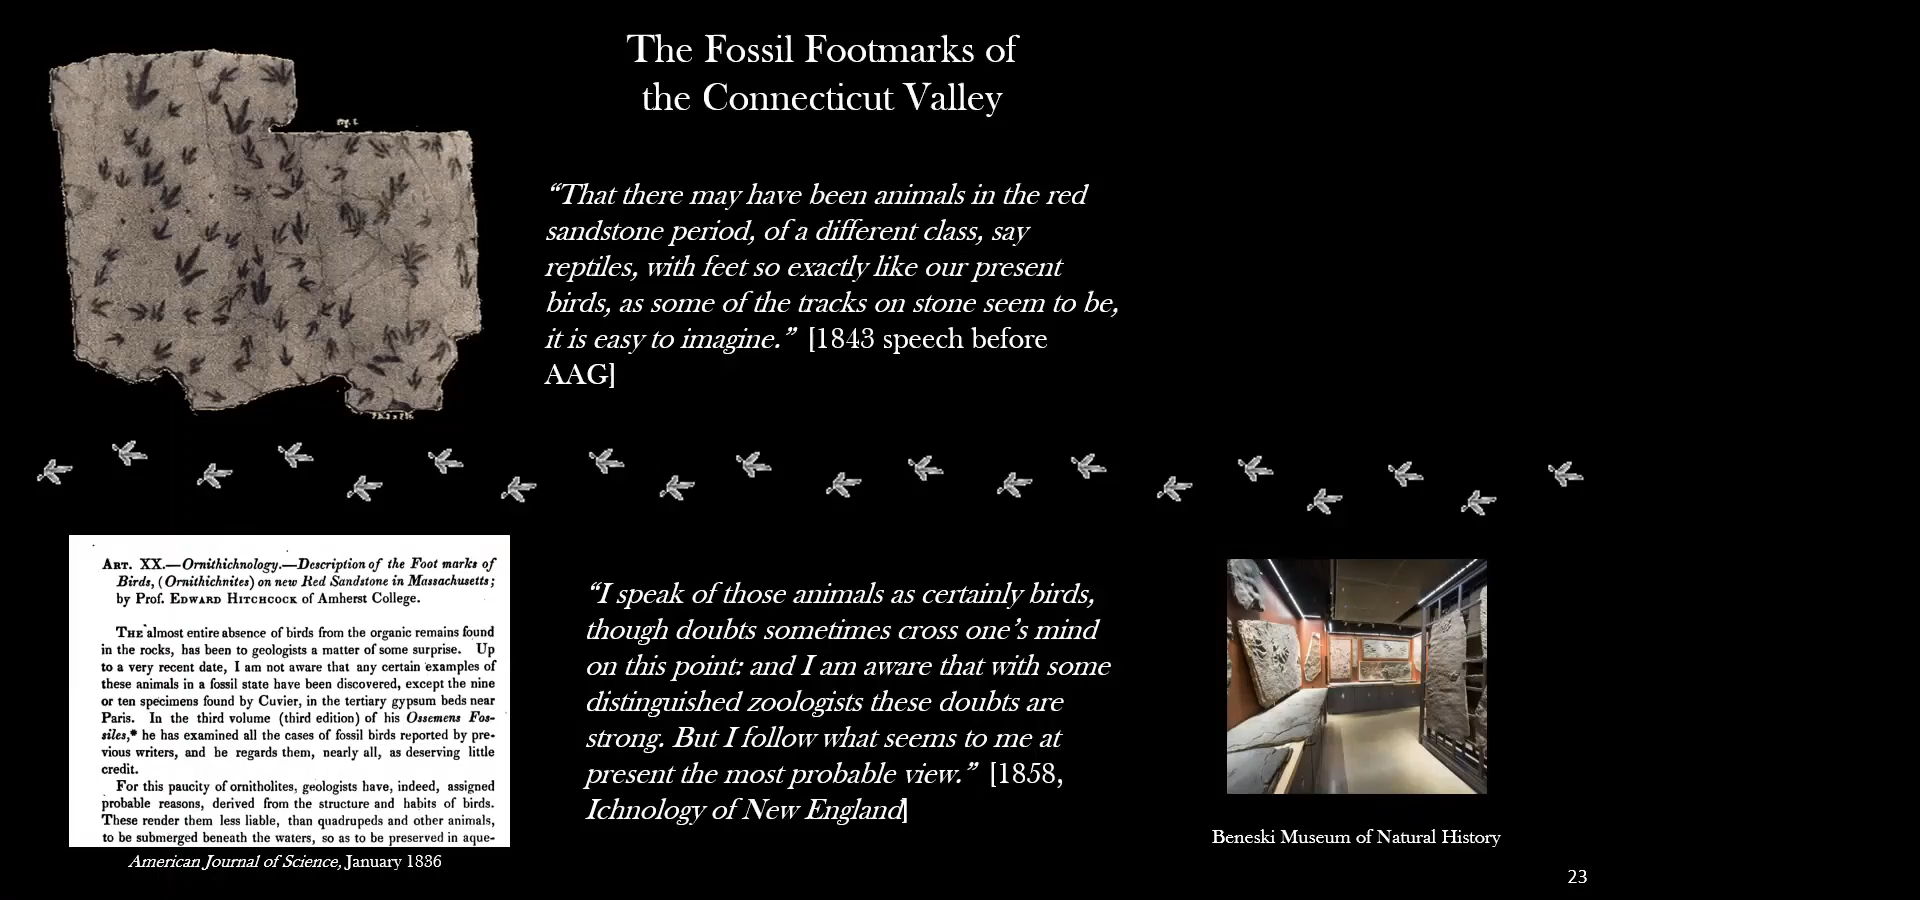 The Fossil Footmarks of
the Connecticut Valley
“That there may have been animals in the red
sandstone period, of a different class, say
reptiles, with feet so exactly like our present
birds, as some of the tracks on stone seem to be,
it is easy to imagine.” [1843 speech before
AAG]
ART. XX.—Ornithichnology.—Description of the Foot marks of
Birds, (Ornithichnites) on new Red Sandstone in Massachusetts;
by Prof. EDWARD HITCHCOCK of Amherst College.
THE almost entire absence of birds from the organic remains found
in the rocks, has been to geologists a matter of some surprise. Up
to a very recent date, I am not aware that any certain examples of
these animals in a fossil state have been discovered, except the nine
or ten specimens found by Cuvier, in the tertiary gypsum beds near
Paris. In the third volume (third edition) of his Ossemens Fos-
siles,* he has examined all the cases of fossil birds reported by pre-
vious writers, and he regards them, nearly all, as deserving little
credit.
For this paucity of ornitholites, geologists have, indeed, assigned
probable reasons, derived from the structure and habits of birds.
These render them less liable, than quadrupeds and other animals,
to be submerged beneath the waters, so as to be preserved in aque-
American Journal of Science, January 1836
“I speak of those animals as certainly birds,
though doubts sometimes cross one’s mind
on this point: and I am aware that with some
distinguished zoologists these doubts are
strong. But I follow what seems to me at
present the most probable view.” [1858,
Ichnology of New England]
Beneski Museum of Natural History
23